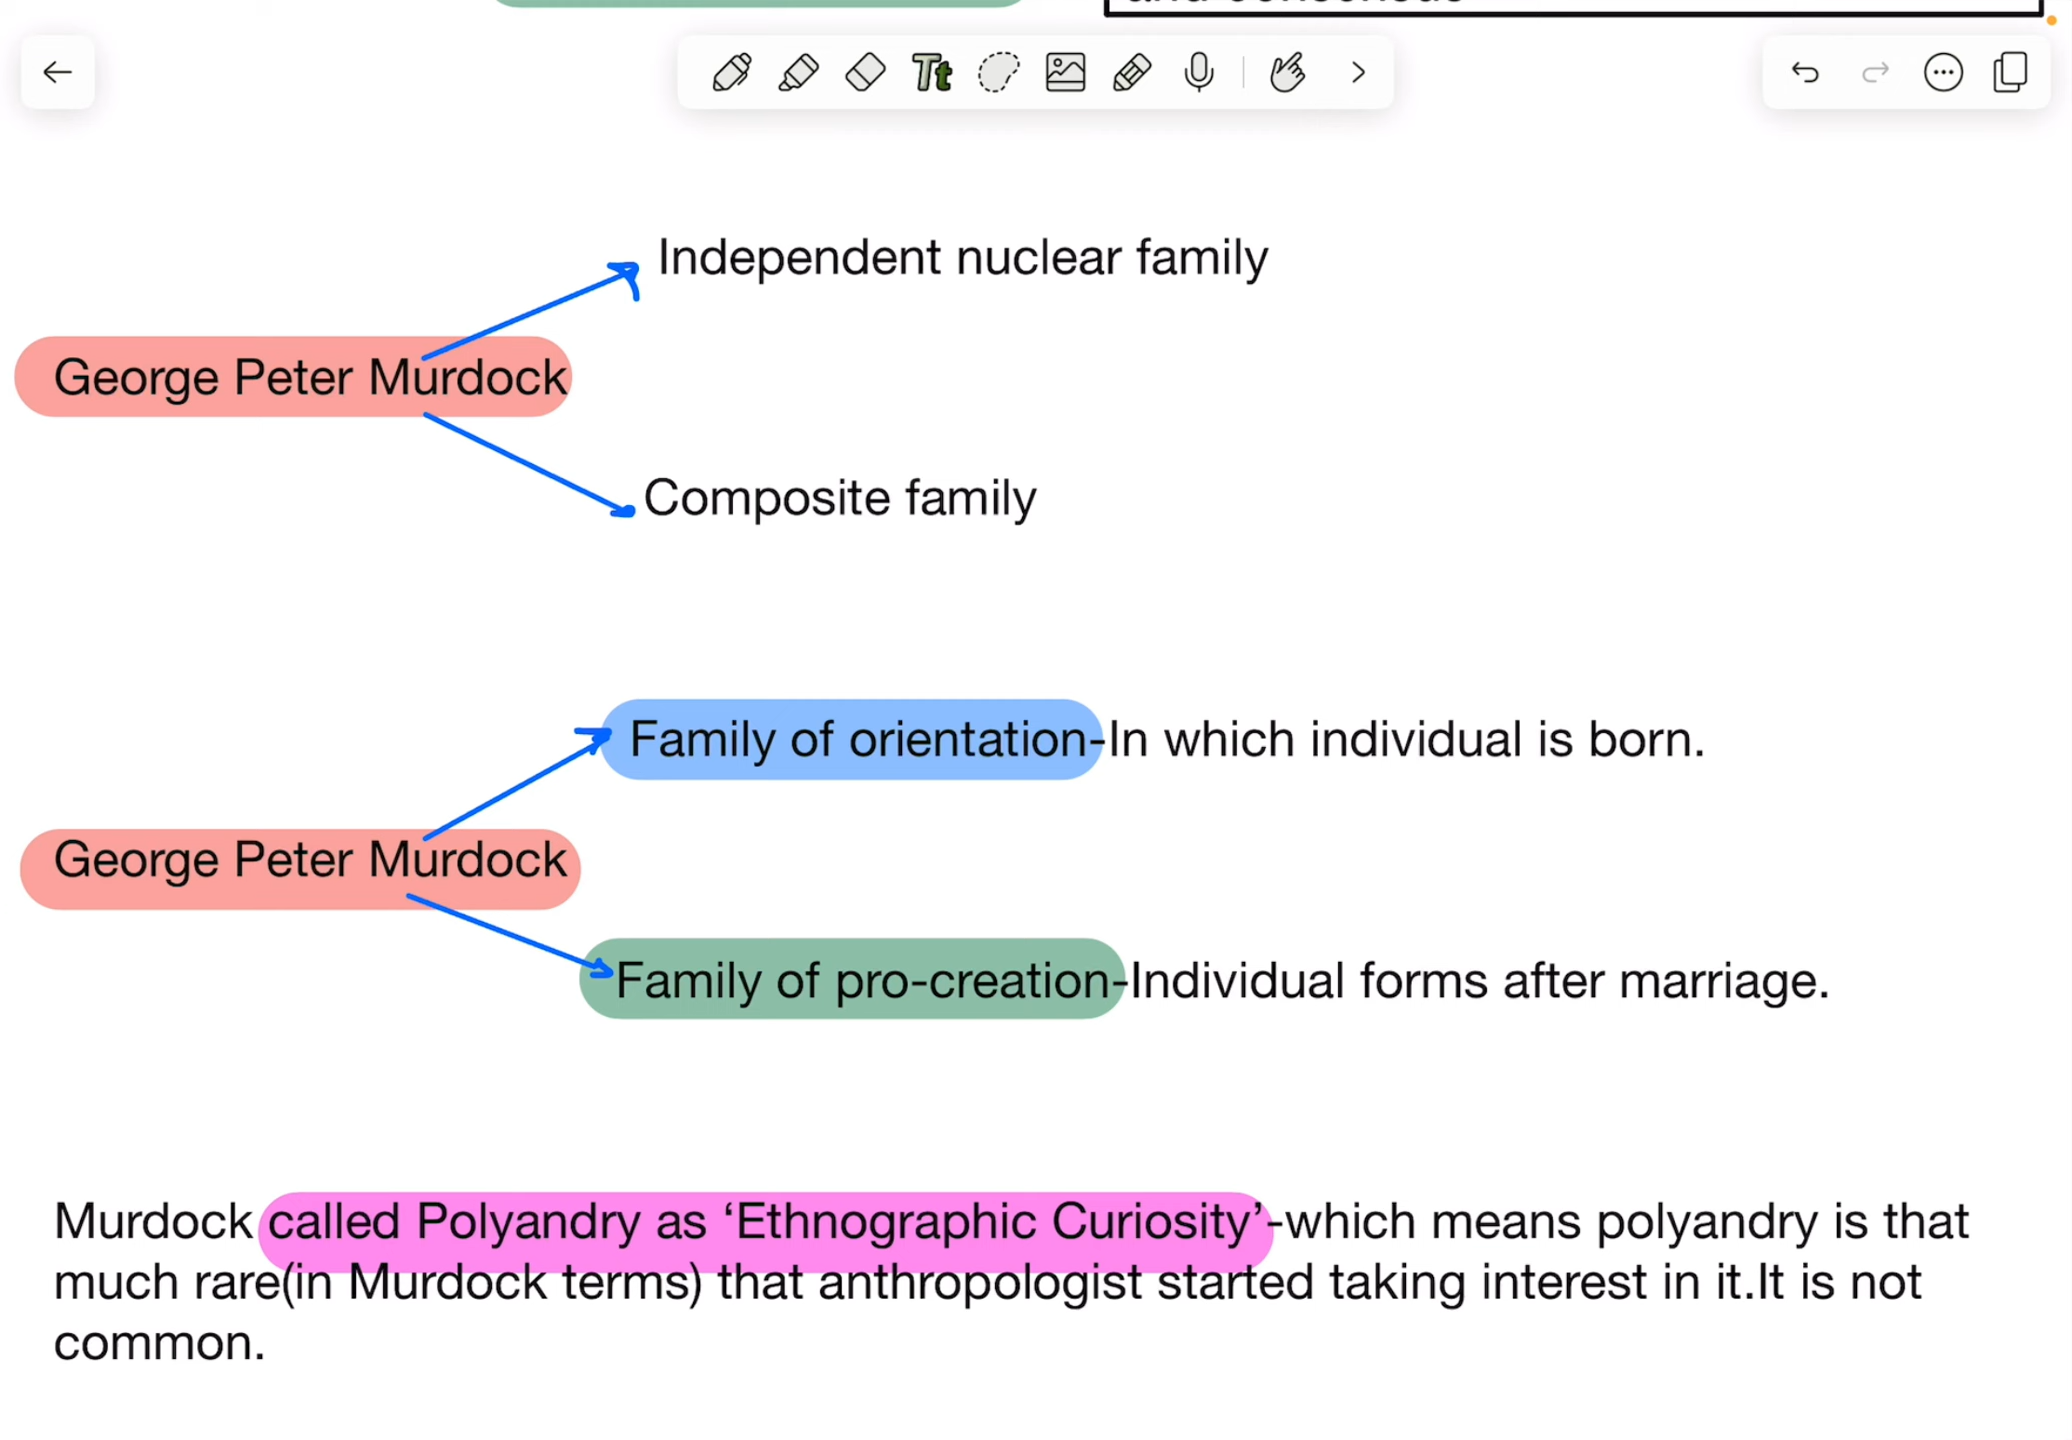 Independent nuclear family
George Peter Murdock
Composite family
Family of orientation-In which individual is born.
George Peter Murdock
Family of pro-creation-Individual forms after marriage.
Murdock called Polyandry as ‘Ethnographic Curiosity’-which means polyandry is that
much rare(in Murdock terms) that anthropologist started taking interest in it.It is not
common.